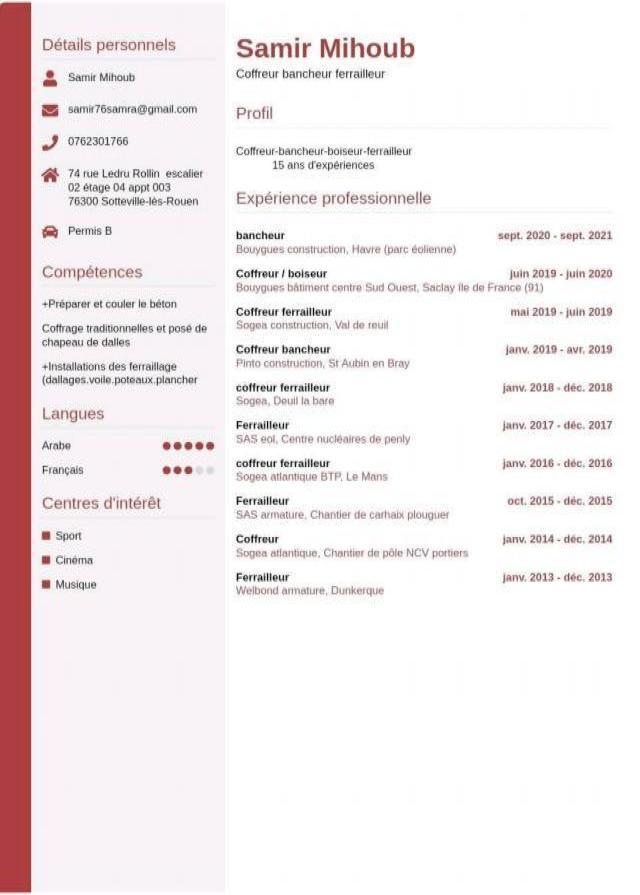 Détails personnels
Samir Mihoub
samir76samra@gmail.com
0762301766
74 rue Ledru Rollin escalier
02 étage 04 appt 003
76300 Sotteville-lès-Rouen
Permis B
Compétences
+Préparer et couler le béton
Coffrage traditionnelles et posé de
chapeau de dalles
+Installations des ferraillage
(dallages.voile.poteaux.plancher
Langues
Arabe
Français
Centres d'intérêt
Sport
Cinéma
Musique
Samir Mihoub
Coffreur bancheur ferrailleur
Profil
Coffreur-bancheur-boiseur-ferrailleur
15 ans d'expériences
Expérience professionnelle
bancheur sept. 2020 - sept. 2021
Bouygues construction, Havre (parc éolienne)
Coffreur / boiseur juin 2019 - juin 2020
Bouygues bâtiment centre Sud Ouest, Saclay île de France (91)
Coffreur ferrailleur mai 2019 - juin 2019
Sogea construction, Val de reuil
Coffreur bancheur janv. 2019 - avr. 2019
Pinto construction, St Aubin en Bray
coffreur ferrailleur janv. 2018 - déc. 2018
Sogea, Deuil la bare
Ferrailleur janv. 2017 - déc. 2017
SAS eol, Centre nucléaires de penly
coffreur ferrailleur janv. 2016 - déc. 2016
Sogea atlantique BTP, Le Mans
Ferrailleur oct. 2015 - déc. 2015
SAS armature, Chantier de carhaix plouguer
Coffreur janv. 2014 - déc. 2014
Sogea atlantique, Chantier de pôle NCV portiers
Ferrailleur janv. 2013 - déc. 2013
Welbond armature, Dunkerque